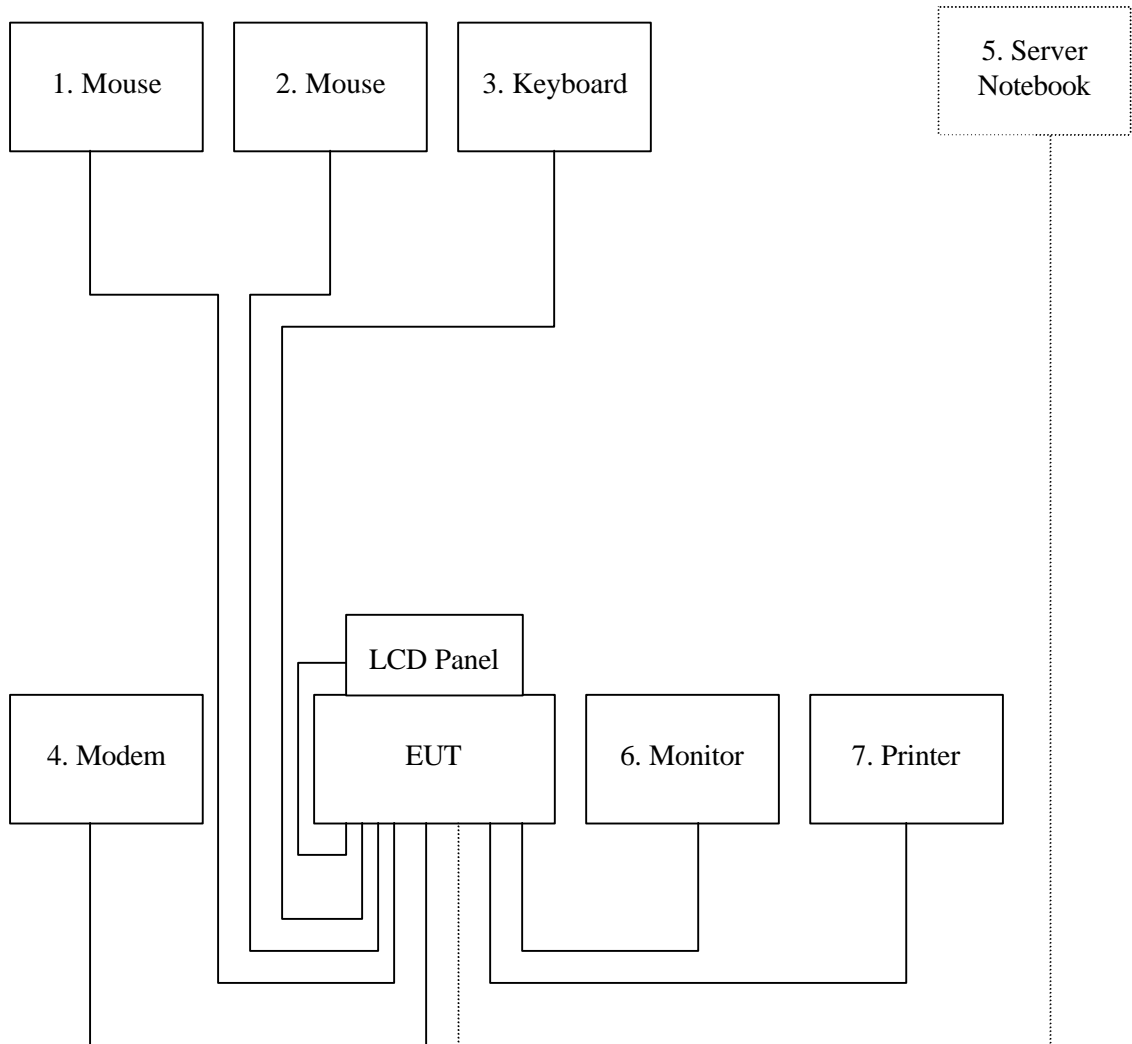 1. Mouse
2. Mouse
3. Keyboard
5. Server
Notebook
LCD Panel
4. Modem
EUT
6. Monitor
7. Printer